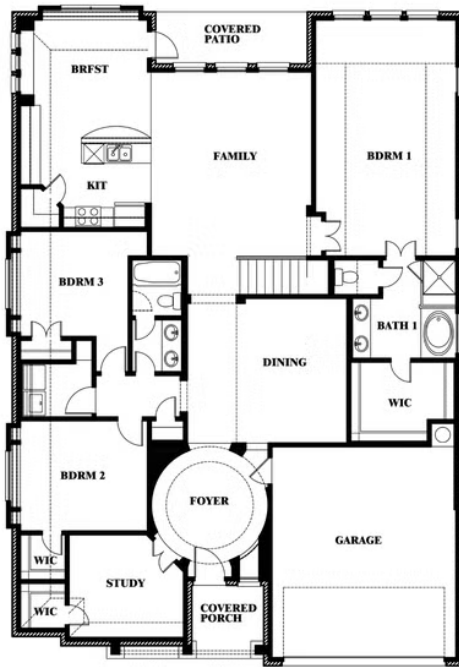 COVERED
PATIO
BRFST
FAMILY
BDRM 1
KIT
BDRM 3
BATH 1
DINING
WIC
BDRM 2
FOYER
GARAGE
WIC
STUDY
WIC
COVERED
PORCH